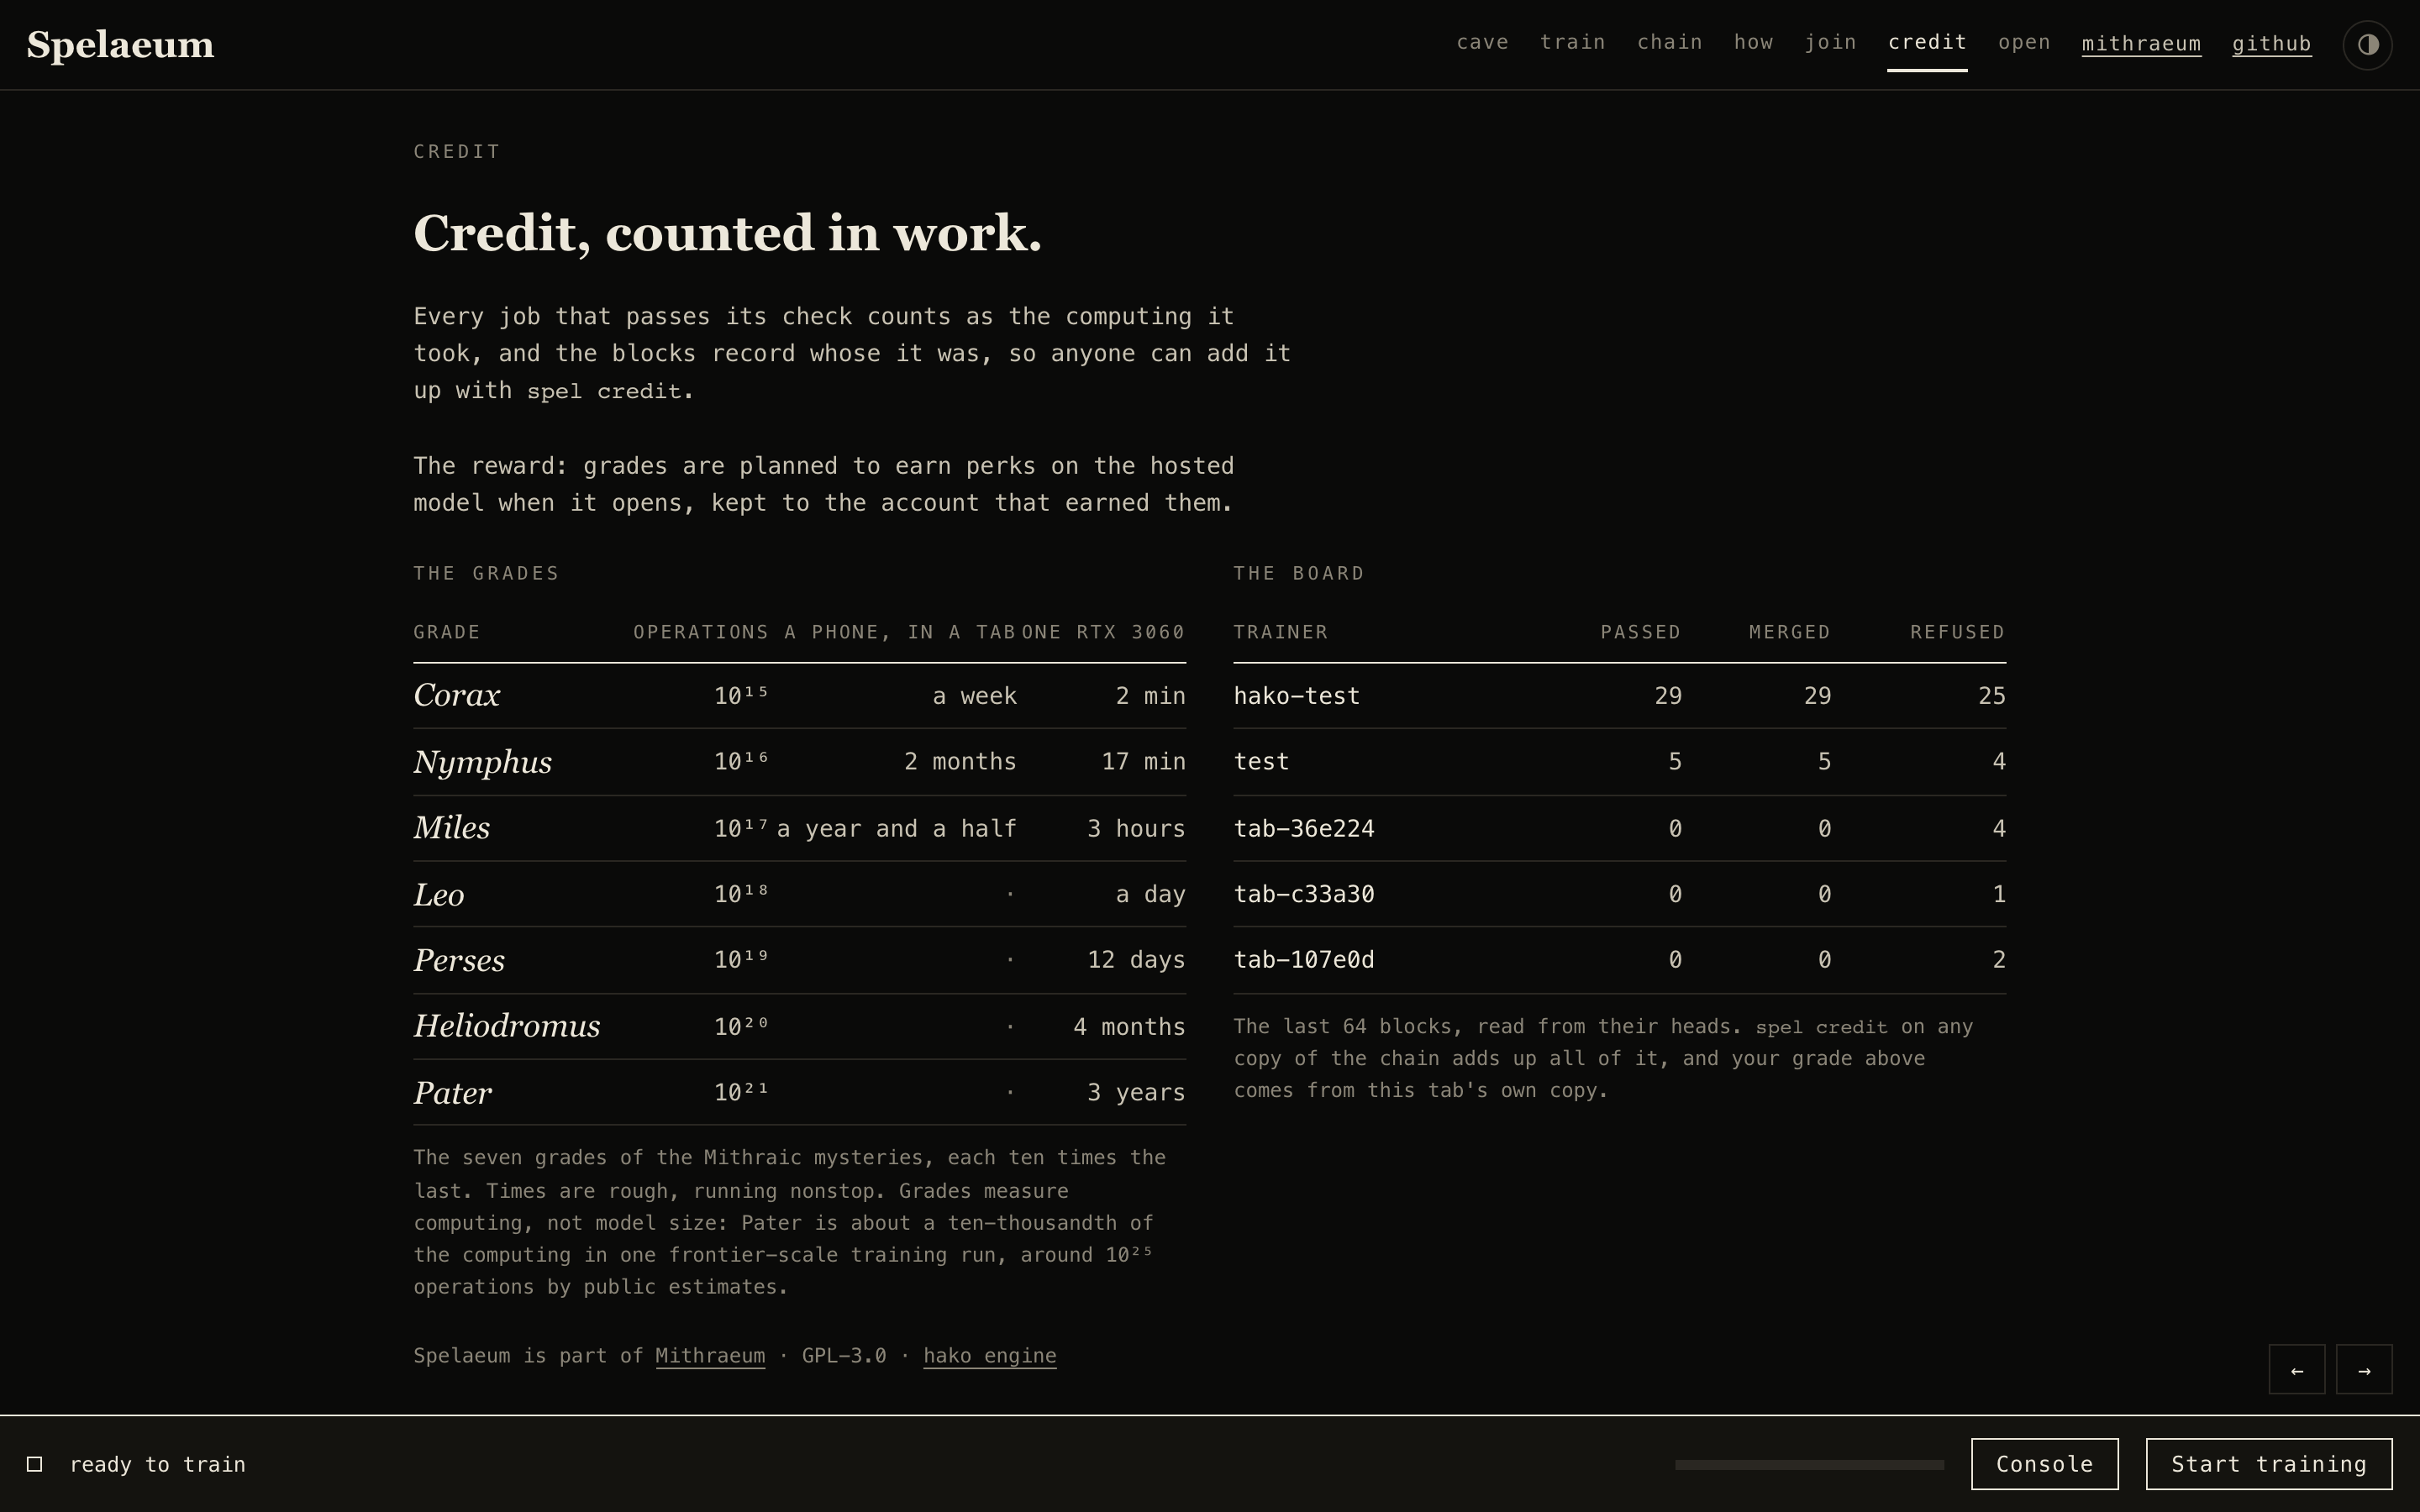 Spelaeum
cave train chain how join credit open mithraeum github
CREDIT
Credit, counted in work.
Every job that passes its check counts as the computing it
took, and the blocks record whose it was, so anyone can add it
up with spel credit.
The reward: grades are planned to earn perks on the hosted
model when it opens, kept to the account that earned them.
THE GRADES
GRADE OPERATIONS A PHONE, IN A TAB ONE RTX 3060
Corax 10¹⁵ a week 2 min
Nymphus 10¹⁶ 2 months 17 min
Miles 10¹⁷ a year and a half 3 hours
Leo 10¹⁸ · a day
Perses 10¹⁹ · 12 days
Heliodromus 10²⁰ · 4 months
Pater 10²¹ · 3 years
The seven grades of the Mithraic mysteries, each ten times the
last. Times are rough, running nonstop. Grades measure
computing, not model size: Pater is about a ten-thousandth of
the computing in one frontier-scale training run, around 10²⁵
operations by public estimates.
THE BOARD
TRAINER PASSED MERGED REFUSED
hako-test 29 29 25
test 5 5 4
tab-36e224 0 0 4
tab-c33a30 0 0 1
tab-107e0d 0 0 2
The last 64 blocks, read from their heads. spel credit on any
copy of the chain adds up all of it, and your grade above
comes from this tab's own copy.
Spelaeum is part of Mithraeum · GPL-3.0 · hako engine
← →
ready to train Console Start training